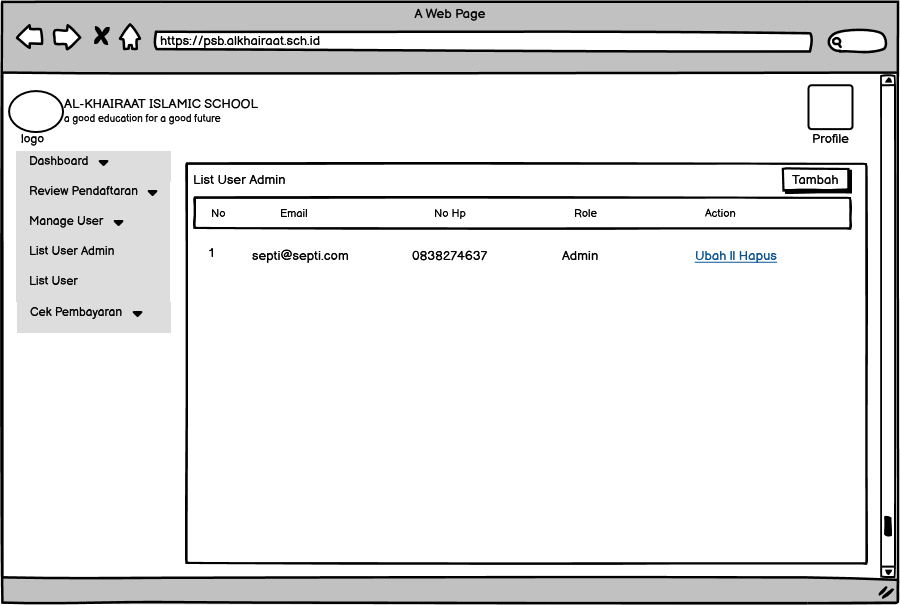 A Web Page
https://psb.alkhairaat.sch.id
AL-KHAIRAAT ISLAMIC SCHOOL
a good education for a good future
logo
Profile
Dashboard
Review Pendaftaran
Manage User
List User Admin
List User
Cek Pembayaran
List User Admin
Tambah
No Email No Hp Role Action
1 septi@septi.com 0838274637 Admin Ubah II Hapus